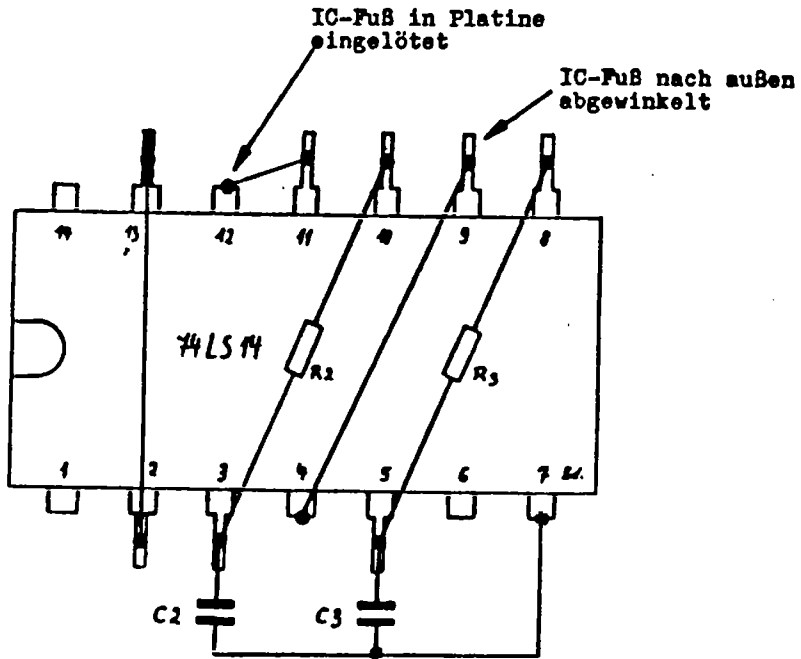 IC-Fuß in Platine
eingelötet
IC-Fuß nach außen
abgewinkelt
14 13 12 11 10 9 8
74LS14
R2
R3
1 2 3 4 5 6 7
C2
C3